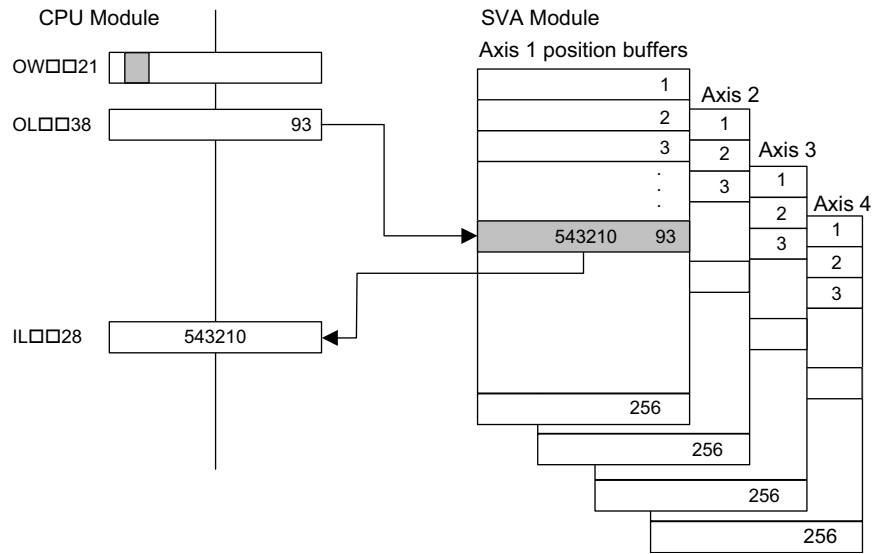 CPU Module
SVA Module
OW□□21
Axis 1 position buffers
1
2
3
.
.
.
Axis 2
1
2
3
Axis 3
1
2
3
Axis 4
1
2
3
OL□□38
93
543210 93
IL□□28
543210
256
256
256
256